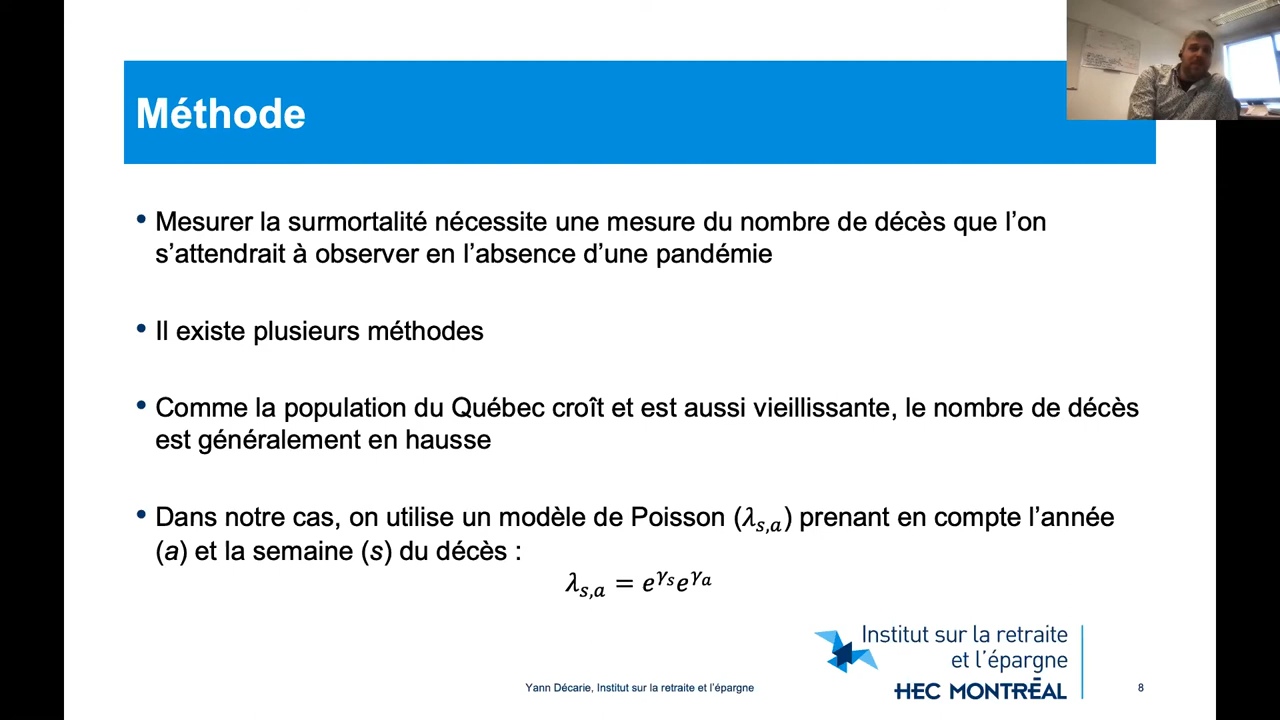 Méthode
• Mesurer la surmortalité nécessite une mesure du nombre de décès que l’on
s’attendrait à observer en l’absence d’une pandémie
• Il existe plusieurs méthodes
• Comme la population du Québec croît et est aussi vieillissante, le nombre de décès
est généralement en hausse
• Dans notre cas, on utilise un modèle de Poisson (λ_{s,a}) prenant en compte l’année
(a) et la semaine (s) du décès :
λ_{s,a} = e^{γ_s}e^{γ_a}
Institut sur la retraite
et l’épargne
HEC MONTRÉAL
Yann Décarie, Institut sur la retraite et l’épargne
8